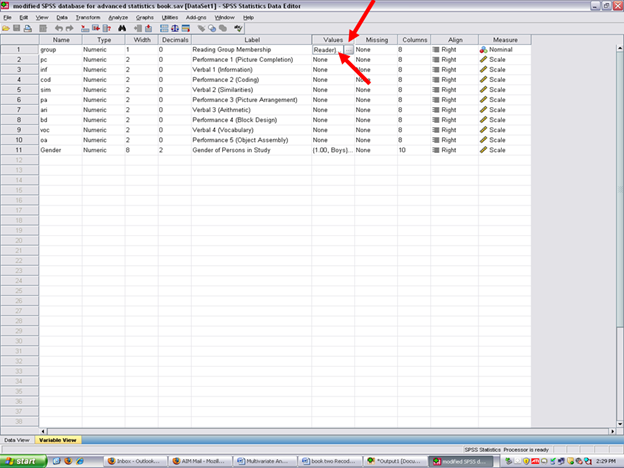 modified SPSS database for advanced statistics book.sav [DataSet1] - SPSS Statistics Data Editor
File Edit View Data Transform Analyze Graphs Utilities Add-ons Window Help
Name Type Width Decimals Label Values Missing Columns Align Measure
1 group Numeric 1 0 Reading Group Membership Reader} ... None 8 Right Nominal
2 pc Numeric 2 0 Performance 1 (Picture Completion) None None 8 Right Scale
3 inf Numeric 2 0 Verbal 1 (Information) None None 8 Right Scale
4 cod Numeric 2 0 Performance 2 (Coding) None None 8 Right Scale
5 sim Numeric 2 0 Verbal 2 (Similarities) None None 8 Right Scale
6 pa Numeric 2 0 Performance 3 (Picture Arrangement) None None 8 Right Scale
7 ari Numeric 2 0 Verbal 3 (Arithmetic) None None 8 Right Scale
8 bd Numeric 2 0 Performance 4 (Block Design) None None 8 Right Scale
9 voc Numeric 2 0 Verbal 4 (Vocabulary) None None 8 Right Scale
10 oa Numeric 2 0 Performance 5 (Object Assembly) None None 8 Right Scale
11 Gender Numeric 8 2 Gender of Persons in Study {1.00, Boys}... None 10 Right Scale
12
13
14
15
16
17
18
19
20
21
22
23
24
25
26
27
28
29
30
31
32
33
34
35
36
37
38
Data View Variable View
SPSS Statistics Processor is ready
start Inbox - Outlook... AIM Mail - Mozill... Multivariate An... book two Recod... *Output1 [Docu... modified SPSS d... 2:29 PM